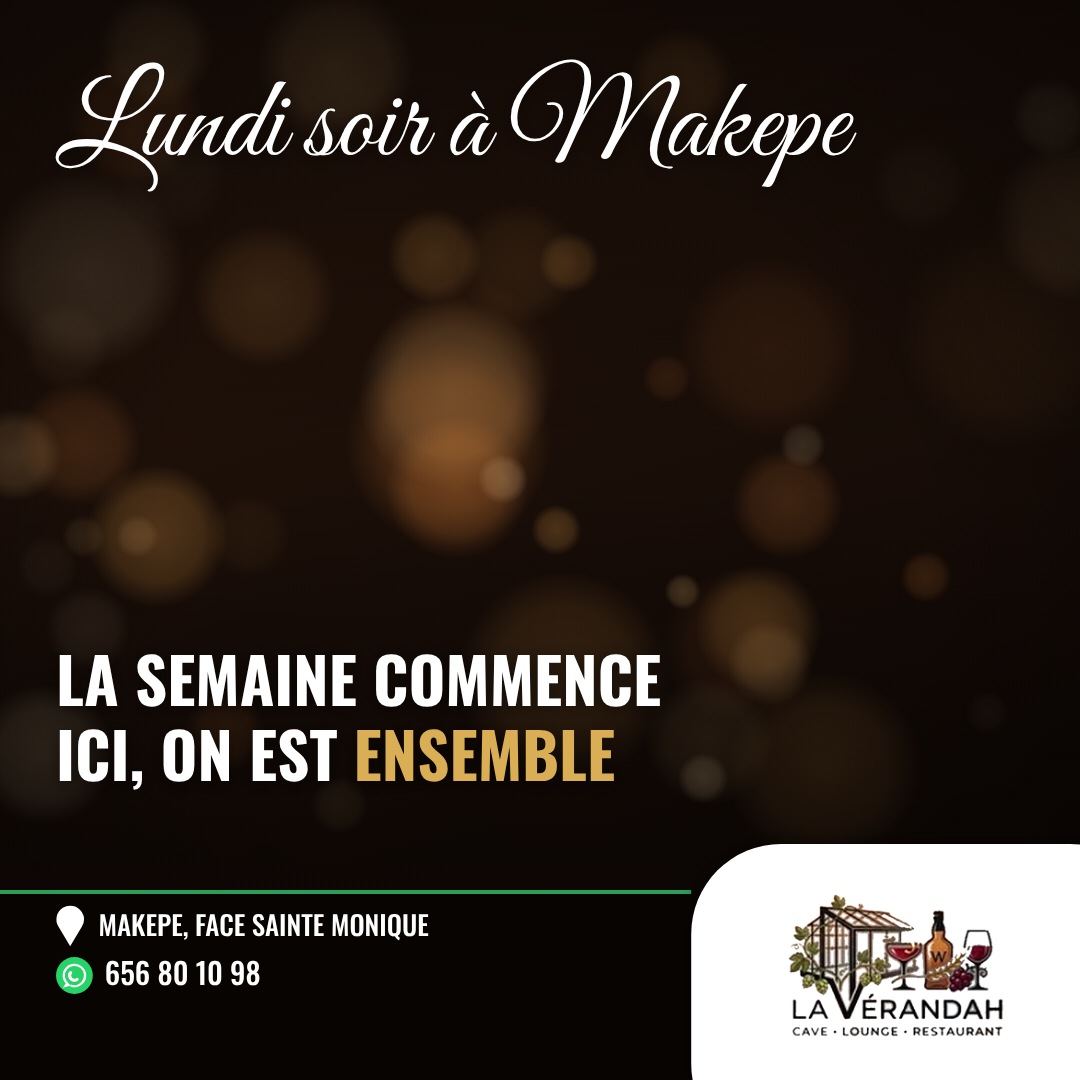 Lundi soir à Makepe
LA SEMAINE COMMENCE
ICI, ON EST ENSEMBLE
MAKEPE, FACE SAINTE MONIQUE
656 80 10 98
W
LA VÉRANDAH
CAVE · LOUNGE · RESTAURANT